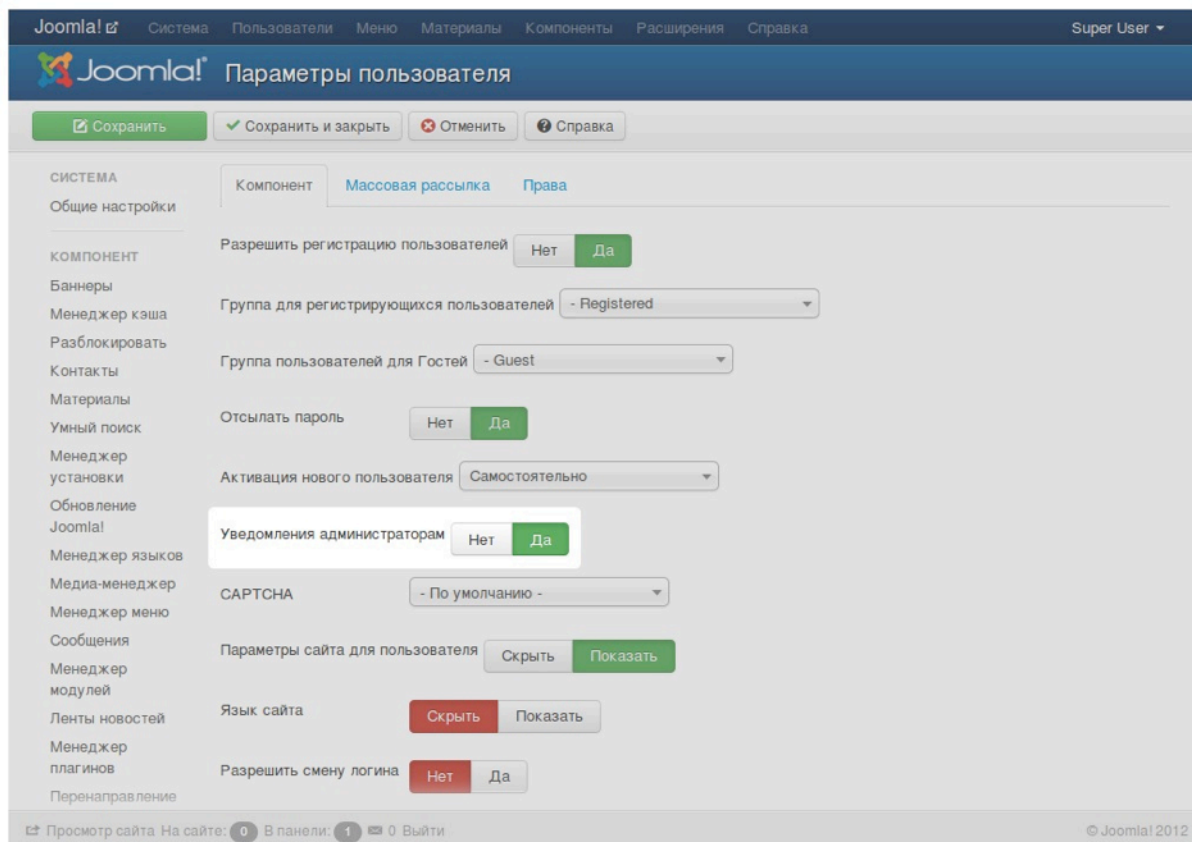 Joomla! Система Пользователи Меню Материалы Компоненты Расширения Справка Super User
Joomla! Параметры пользователя
Сохранить Сохранить и закрыть Отменить Справка
СИСТЕМА
Общие настройки
КОМПОНЕНТ
Баннеры
Менеджер кэша
Разблокировать
Контакты
Материалы
Умный поиск
Менеджер
установки
Обновление
Joomla!
Менеджер языков
Медиа-менеджер
Менеджер меню
Сообщения
Менеджер
модулей
Ленты новостей
Менеджер
плагинов
Перенаправление
Компонент Массовая рассылка Права
Разрешить регистрацию пользователей Нет Да
Группа для регистрирующихся пользователей - Registered
Группа пользователей для Гостей - Guest
Отсылать пароль Нет Да
Активация нового пользователя Самостоятельно
Уведомления администраторам Нет Да
CAPTCHA - По умолчанию -
Параметры сайта для пользователя Скрыть Показать
Язык сайта Скрыть Показать
Разрешить смену логина Нет Да
Просмотр сайта На сайте: 0 В панели: 1 0 Выйти © Joomla! 2012